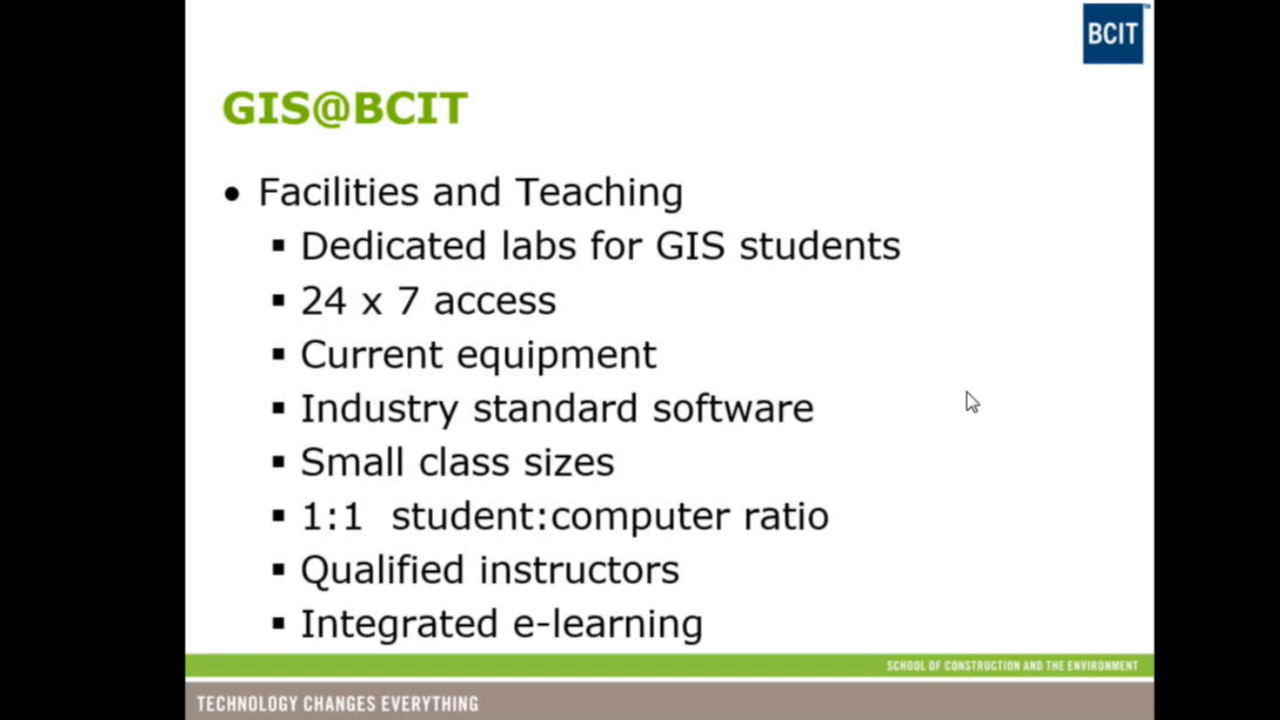 BCIT™
GIS@BCIT
• Facilities and Teaching
▪ Dedicated labs for GIS students
▪ 24 x 7 access
▪ Current equipment
▪ Industry standard software
▪ Small class sizes
▪ 1:1  student:computer ratio
▪ Qualified instructors
▪ Integrated e-learning
SCHOOL OF CONSTRUCTION AND THE ENVIRONMENT
TECHNOLOGY CHANGES EVERYTHING